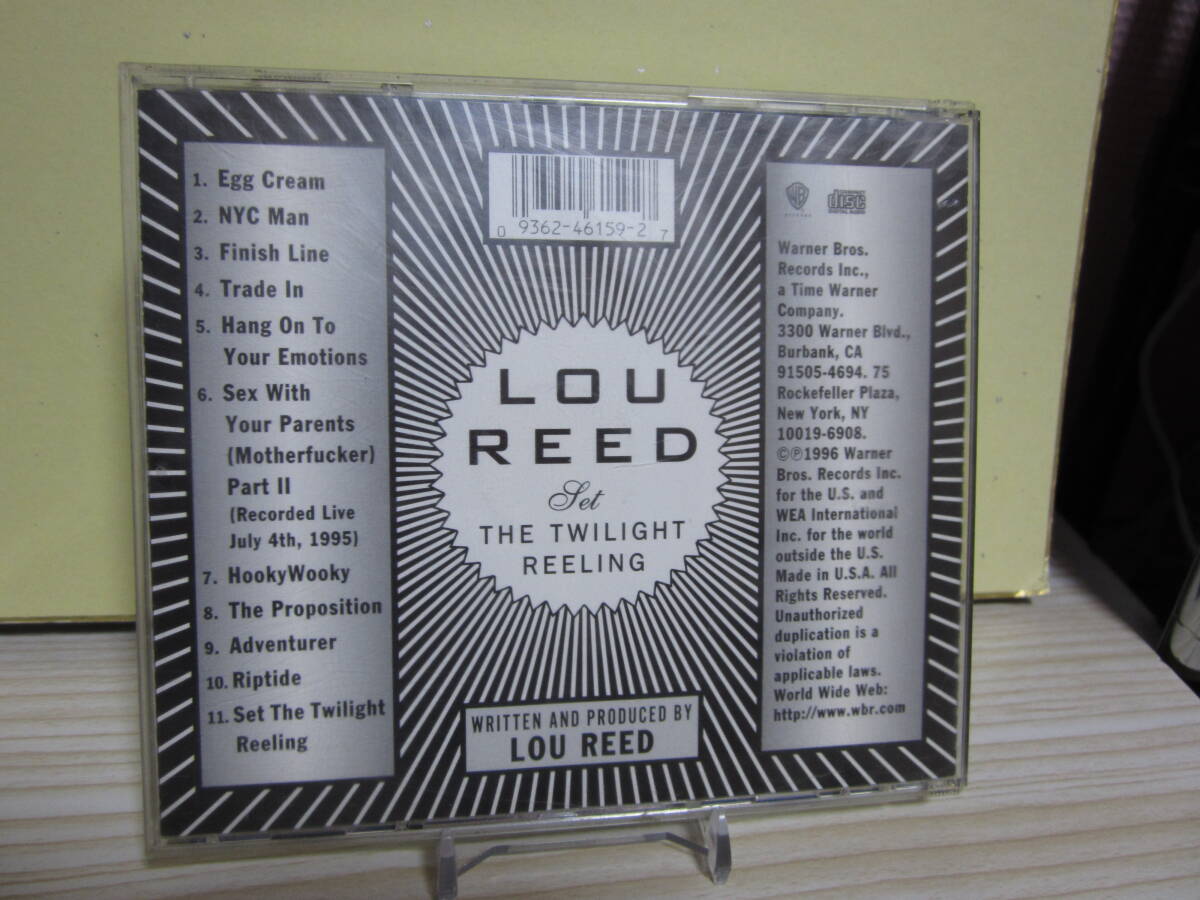 1. Egg Cream
2. NYC Man
3. Finish Line
4. Trade In
5. Hang On To
Your Emotions
6. Sex With
Your Parents
(Motherfucker)
Part II
(Recorded Live
July 4th, 1995)
7. HookyWooky
8. The Proposition
9. Adventurer
10. Riptide
11. Set The Twilight
Reeling
0 9362-46159-2 7
LOU
REED
Set
THE TWILIGHT
REELING
WRITTEN AND PRODUCED BY
LOU REED
WB
RECORDS
COMPACT
disc
DIGITAL AUDIO
Warner Bros.
Records Inc.,
a Time Warner
Company.
3300 Warner Blvd.,
Burbank, CA
91505-4694. 75
Rockefeller Plaza,
New York, NY
10019-6908.
©℗1996 Warner
Bros. Records Inc.
for the U.S. and
WEA International
Inc. for the world
outside the U.S.
Made in U.S.A. All
Rights Reserved.
Unauthorized
duplication is a
violation of
applicable laws.
World Wide Web:
http://www.wbr.com